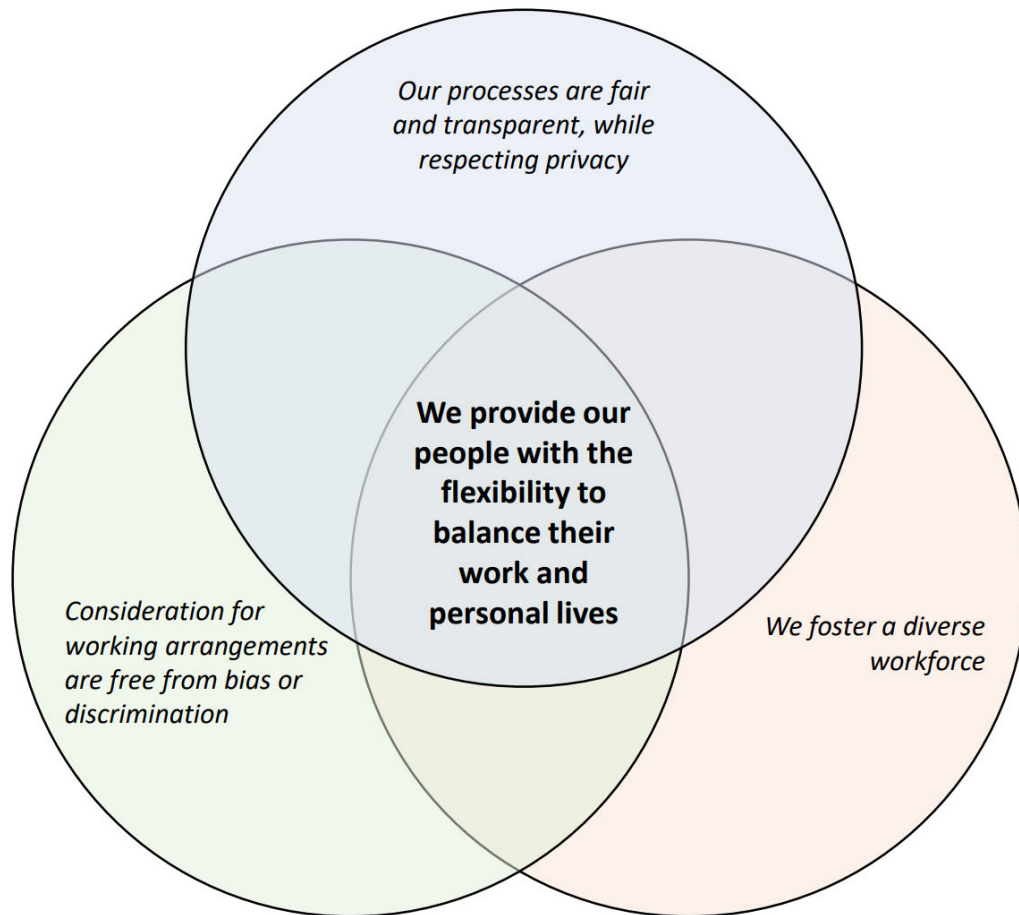 Our processes are fair
and transparent, while
respecting privacy
We provide our
people with the
flexibility to
balance their
work and
personal lives
Consideration for
working arrangements
are free from bias or
discrimination
We foster a diverse
workforce